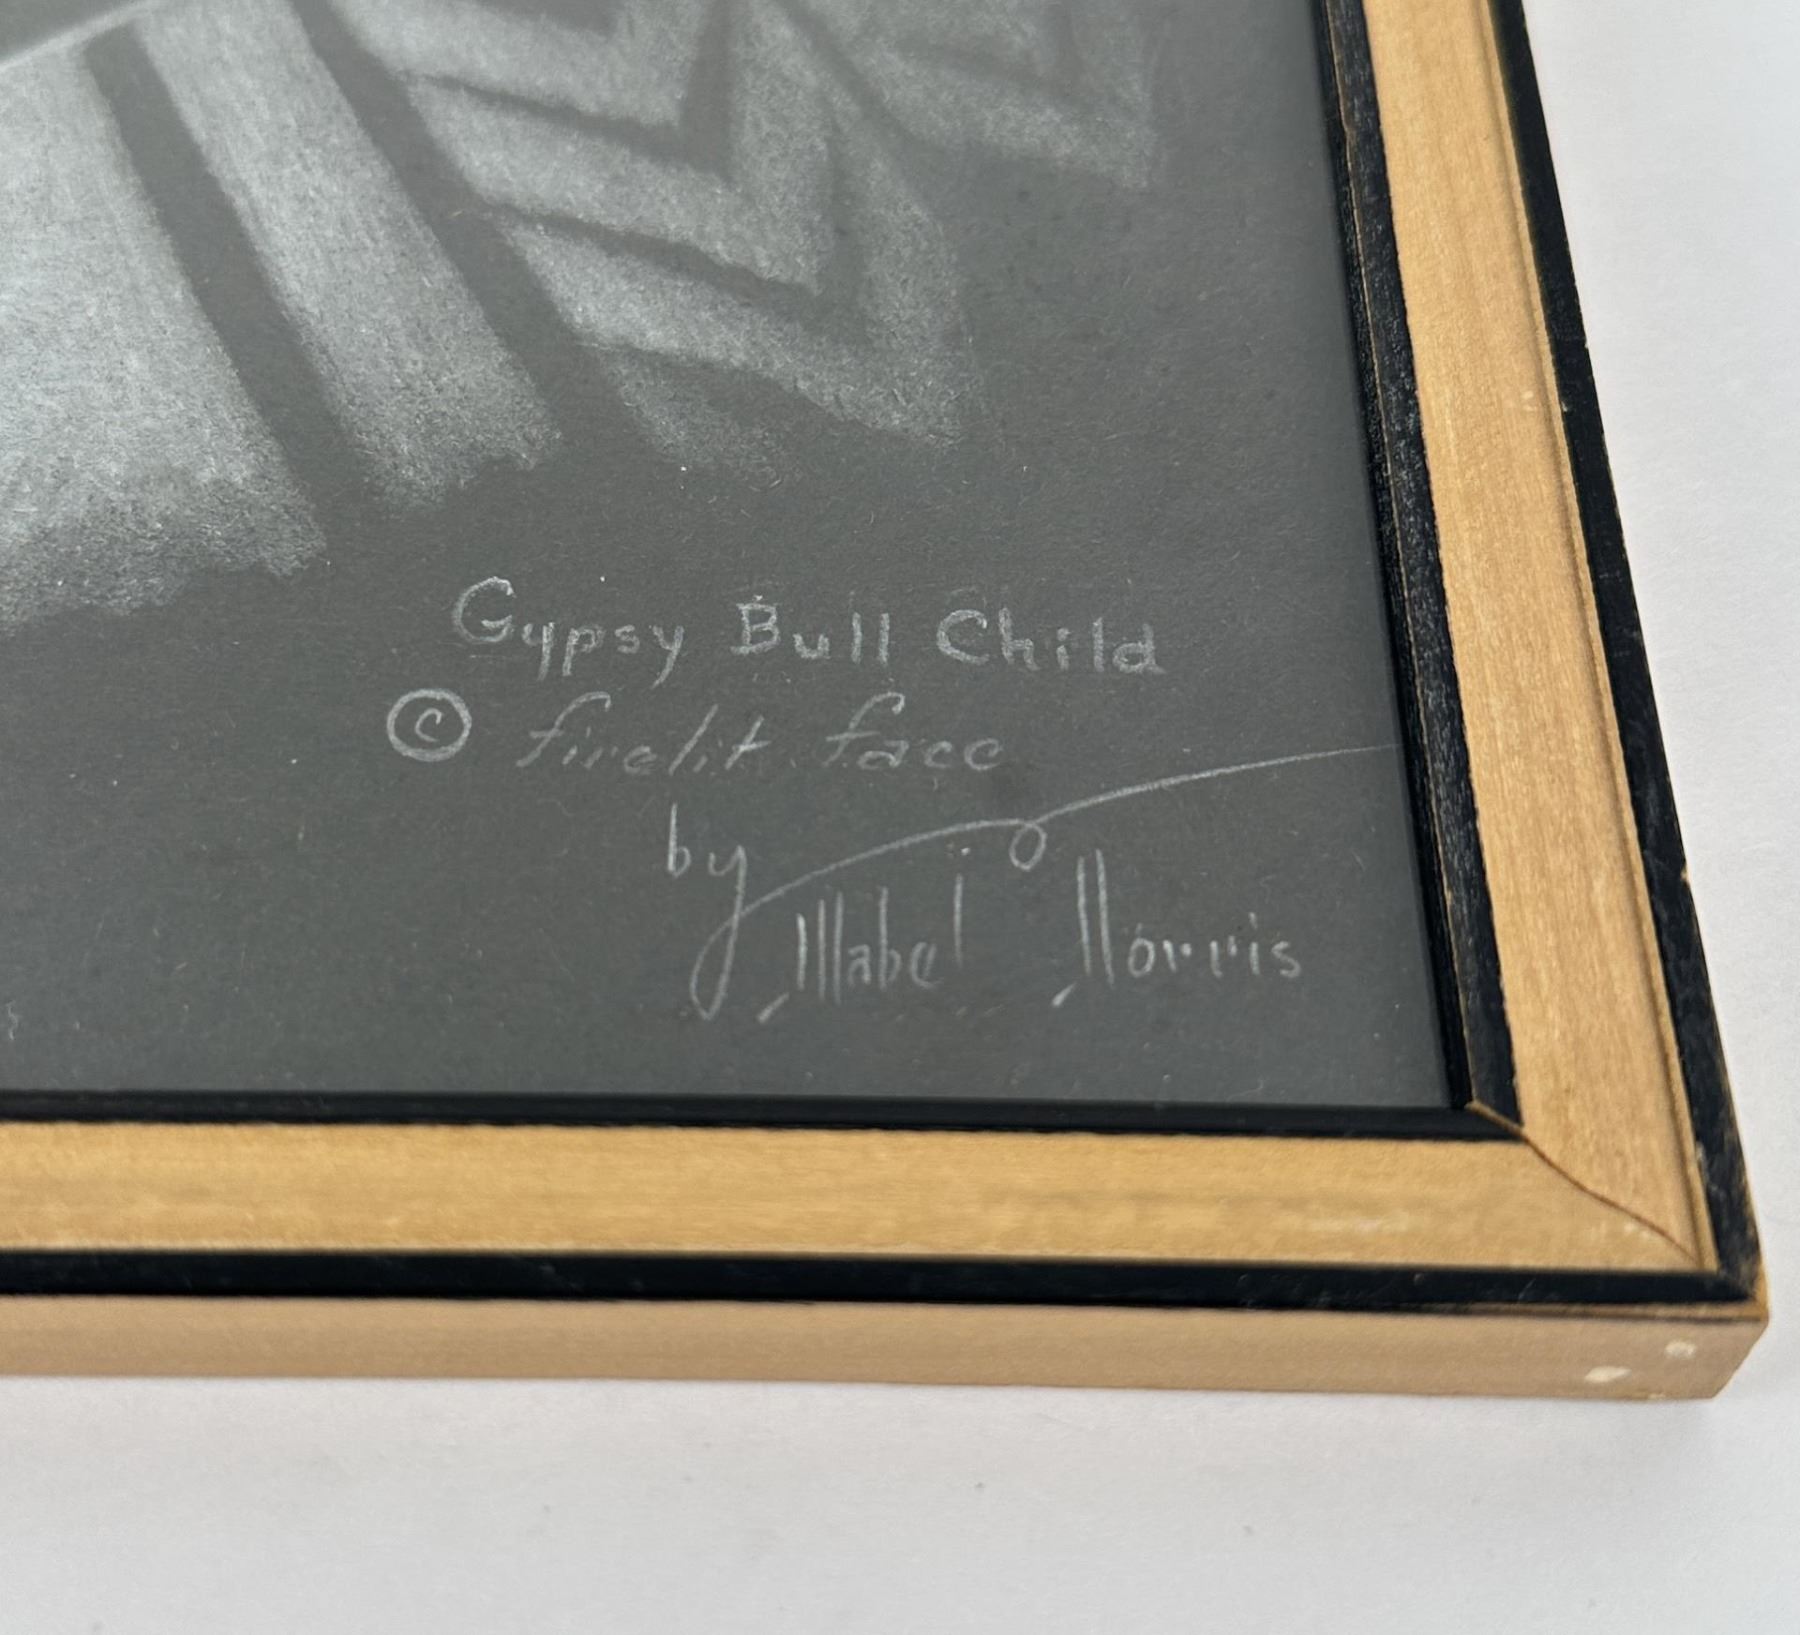 Gypsy Bull Child
© firelit face
by Mabel Morris